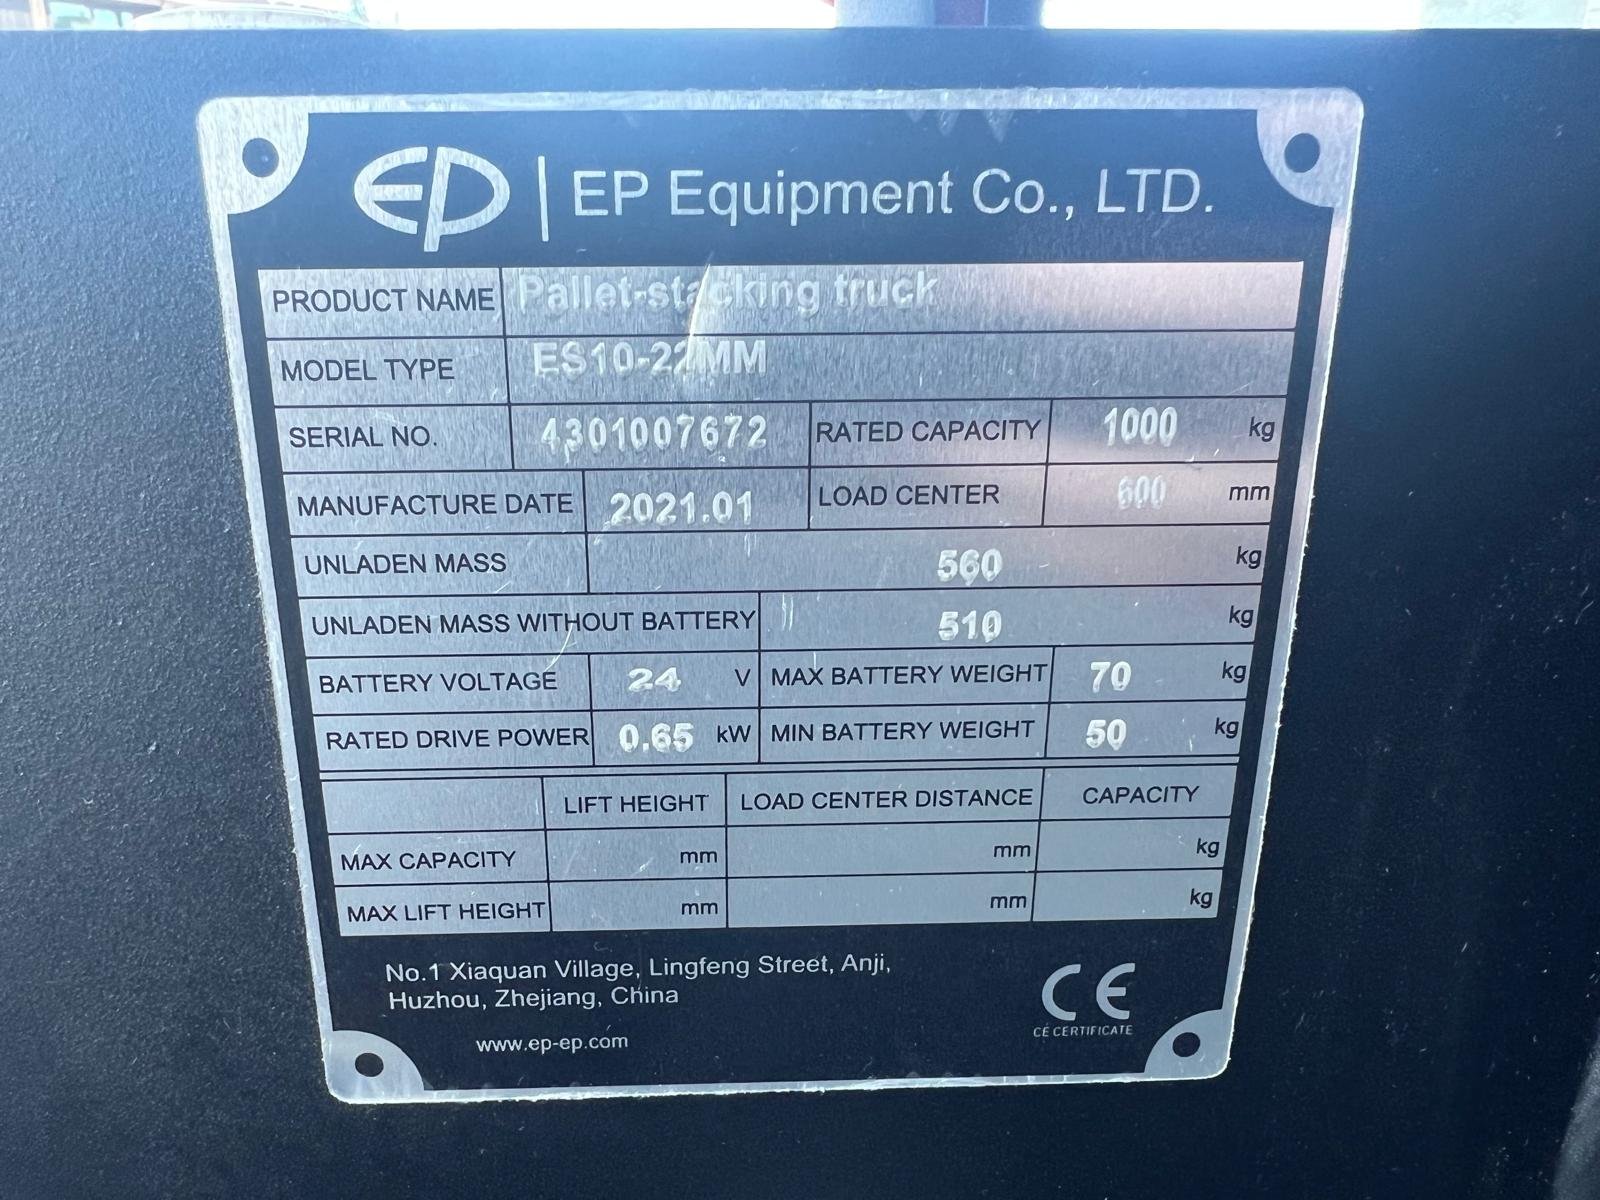 EP | EP Equipment Co., LTD.
PRODUCT NAME Pallet-stacking truck
MODEL TYPE ES10-22MM
SERIAL NO. 4301007672 RATED CAPACITY 1000 kg
MANUFACTURE DATE 2021.01 LOAD CENTER 600 mm
UNLADEN MASS 560 kg
UNLADEN MASS WITHOUT BATTERY 510 kg
BATTERY VOLTAGE 24 V MAX BATTERY WEIGHT 70 kg
RATED DRIVE POWER 0.65 kW MIN BATTERY WEIGHT 50 kg
LIFT HEIGHT LOAD CENTER DISTANCE CAPACITY
MAX CAPACITY mm mm kg
MAX LIFT HEIGHT mm mm kg
No.1 Xiaquan Village, Lingfeng Street, Anji,
Huzhou, Zhejiang, China
www.ep-ep.com
CE
CE CERTIFICATE